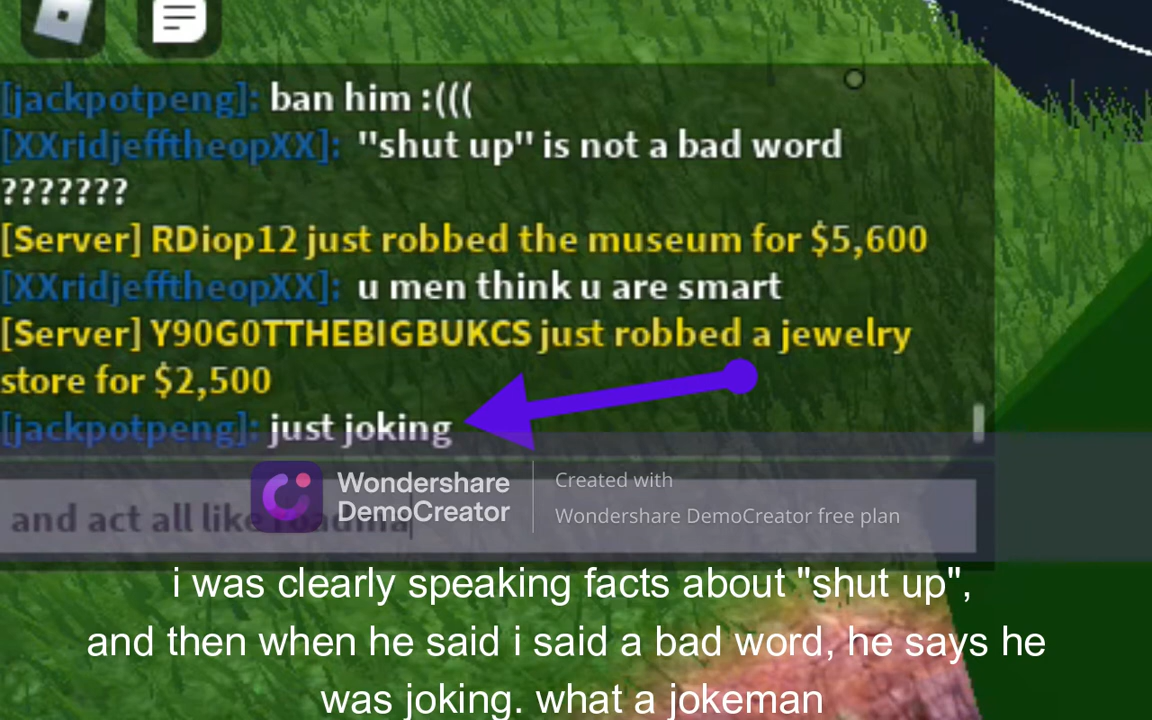 [jackpotpeng]: ban him :(((
[XXridjefftheopXX]: "shut up" is not a bad word
???????
[Server] RDiop12 just robbed the museum for $5,600
[XXridjefftheopXX]: u men think u are smart
[Server] Y90G0TTHEBIGBUKCS just robbed a jewelry
store for $2,500
[jackpotpeng]: just joking
Wondershare
DemoCreator
Created with
Wondershare DemoCreator free plan
and act all like
i was clearly speaking facts about "shut up",
and then when he said i said a bad word, he says he
was joking. what a jokeman